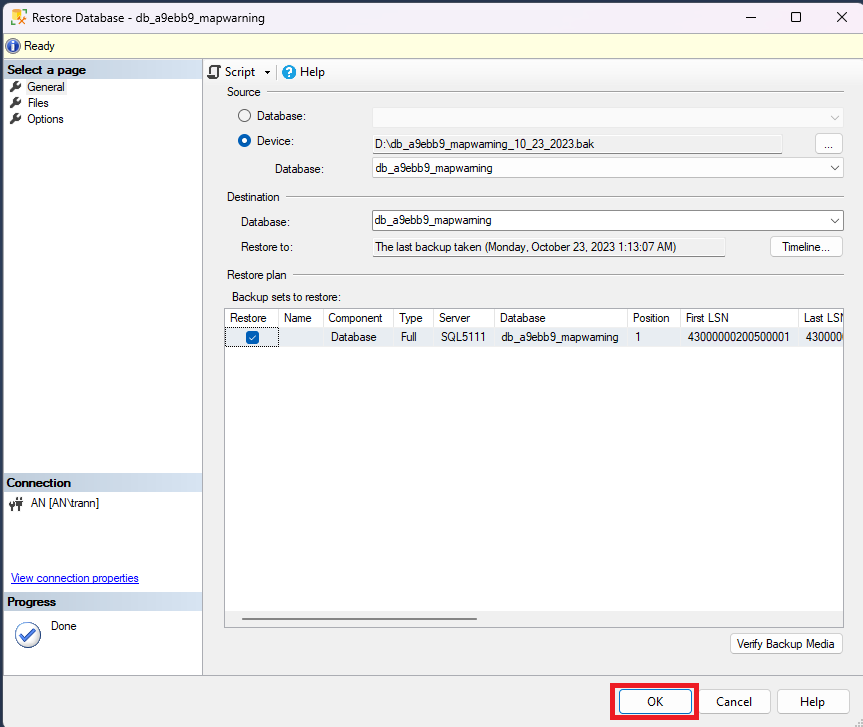 Restore Database - db_a9ebb9_mapwarning
Ready
Select a page
General
Files
Options
Script
Help
Source
Database:
Device:
D:\db_a9ebb9_mapwarning_10_23_2023.bak
...
Database:
db_a9ebb9_mapwarning
Destination
Database:
db_a9ebb9_mapwarning
Restore to:
The last backup taken (Monday, October 23, 2023 1:13:07 AM)
Timeline...
Restore plan
Backup sets to restore:
Restore Name Component Type Server Database Position First LSN Last LSN
Database Full SQL5111 db_a9ebb9_mapwarning 1 43000000200500001 430000
Connection
AN [AN\trann]
View connection properties
Progress
Done
Verify Backup Media
OK
Cancel
Help